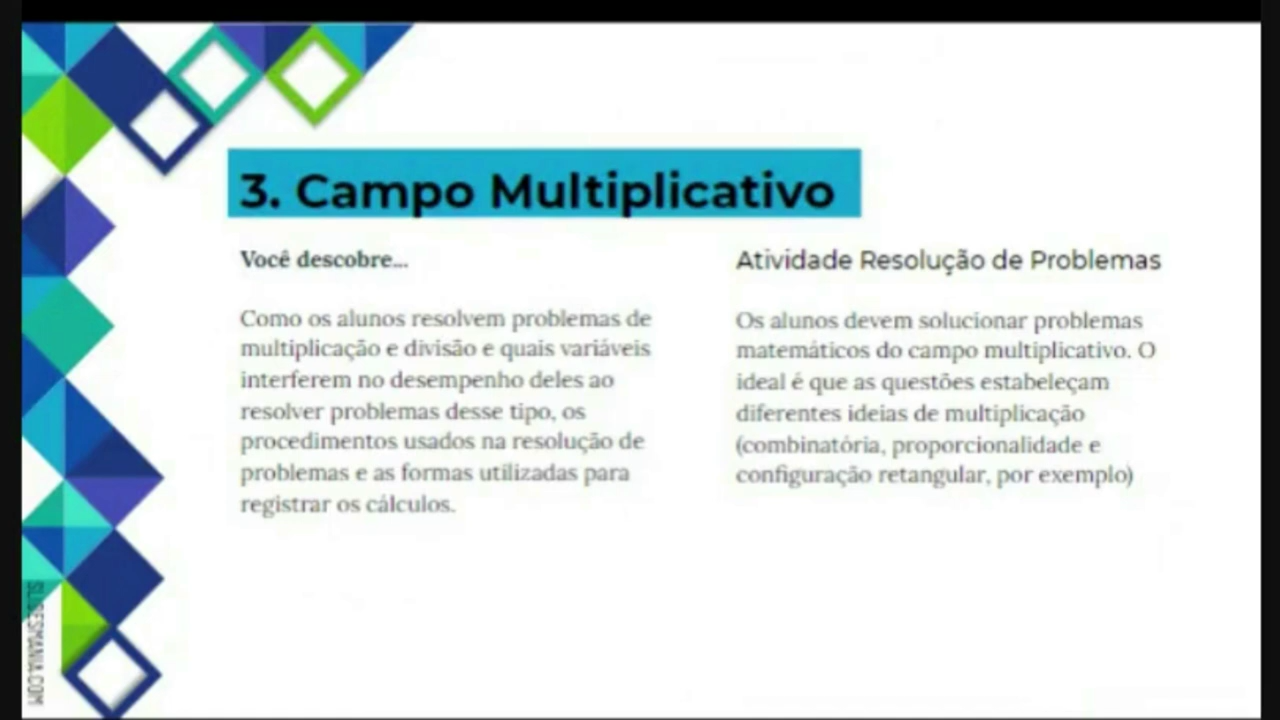 3. Campo Multiplicativo
Você descobre...
Como os alunos resolvem problemas de
multiplicação e divisão e quais variáveis
interferem no desempenho deles ao
resolver problemas desse tipo, os
procedimentos usados na resolução de
problemas e as formas utilizadas para
registrar os cálculos.
Atividade Resolução de Problemas
Os alunos devem solucionar problemas
matemáticos do campo multiplicativo. O
ideal é que as questões estabeleçam
diferentes ideias de multiplicação
(combinatória, proporcionalidade e
configuração retangular, por exemplo)
SLIDESMANIA.COM